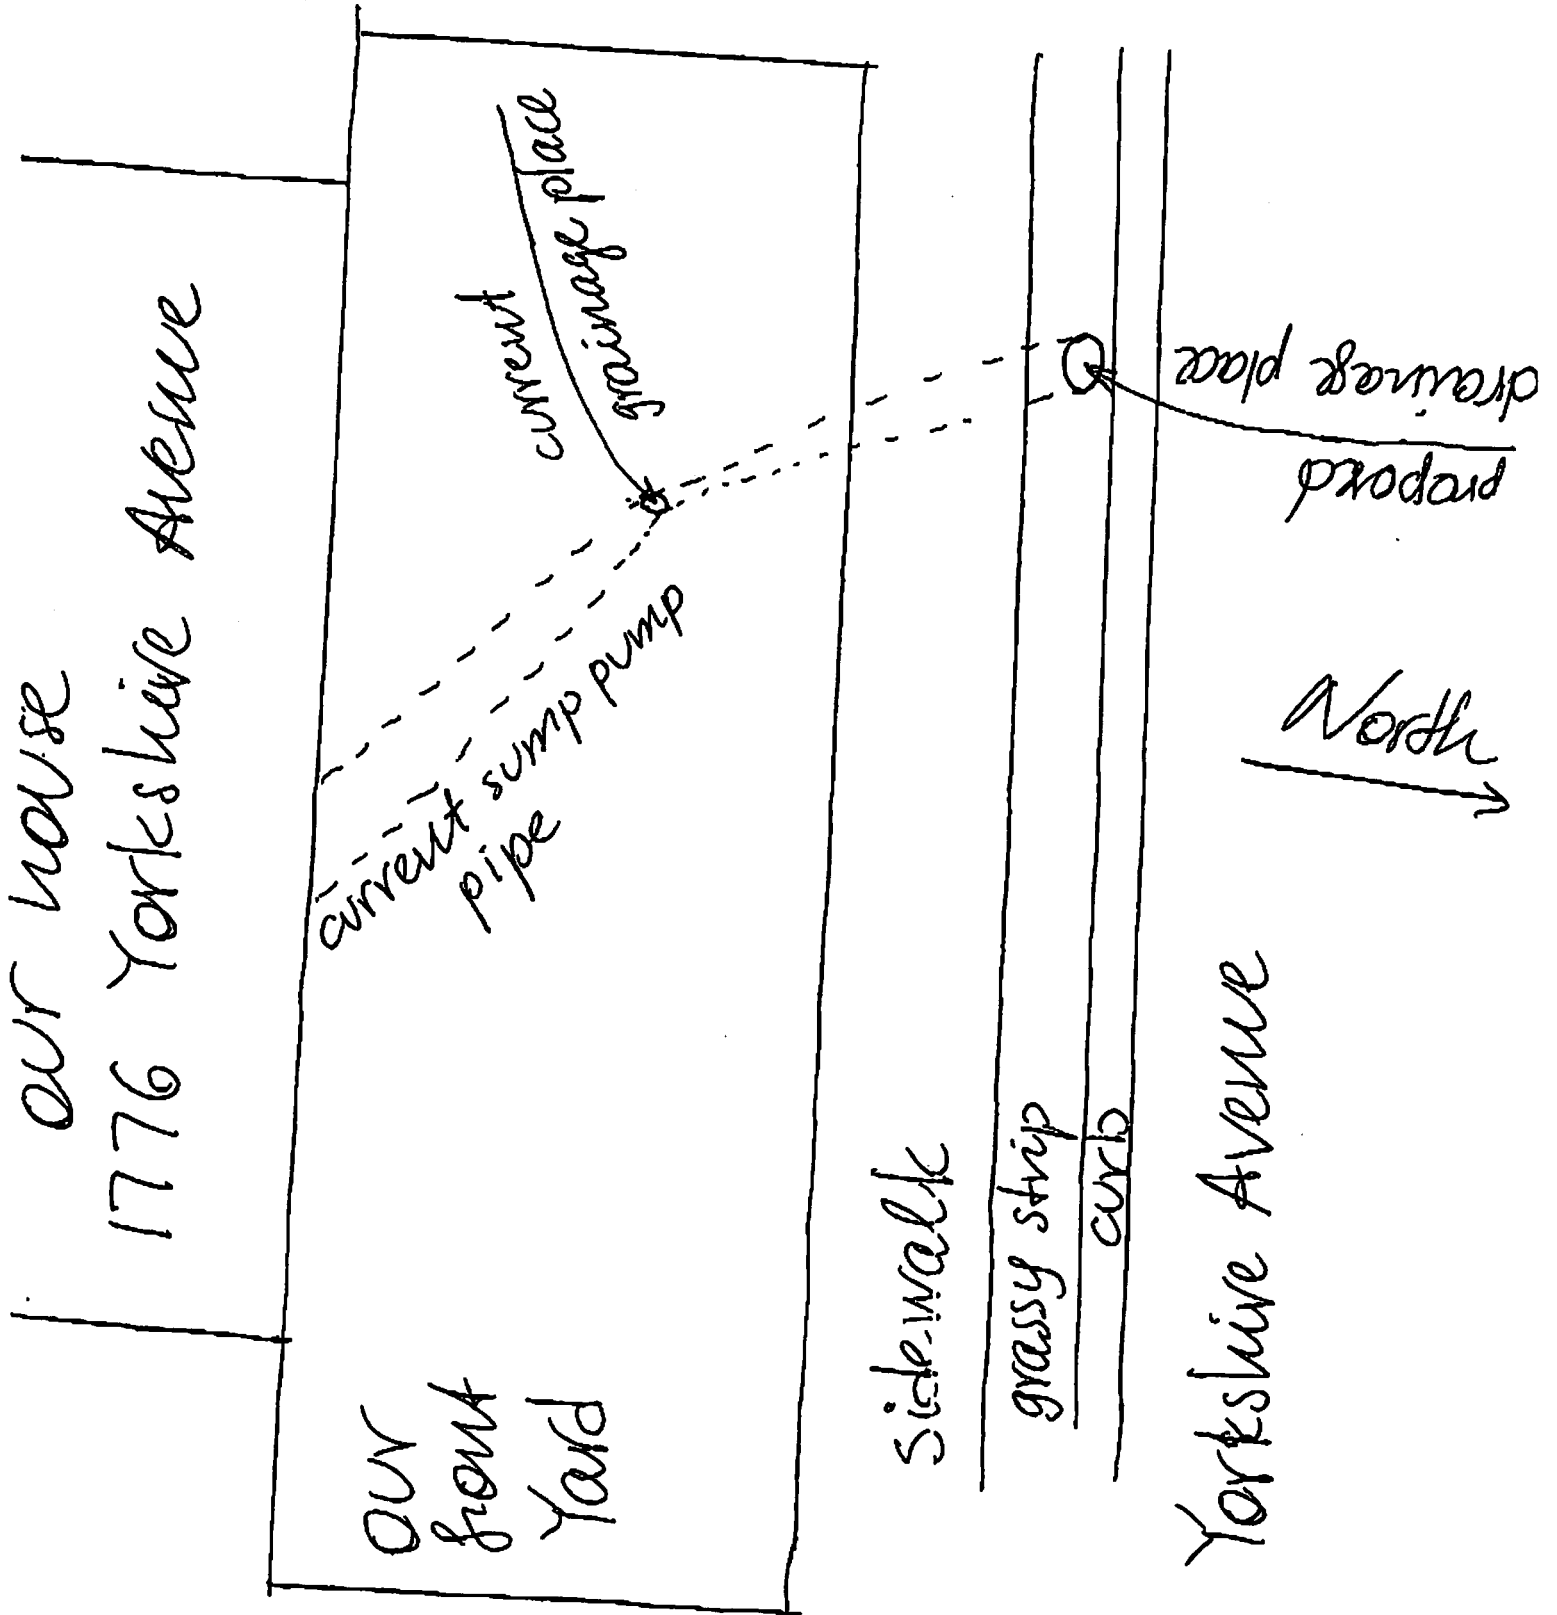 our house
1776 Yorkshire Avenue
our
front
Yard
current sump pump
pipe
current
grainage place
Sidewalk
grassy strip
curb
Yorkshire Avenue
proposed
drainage place
North